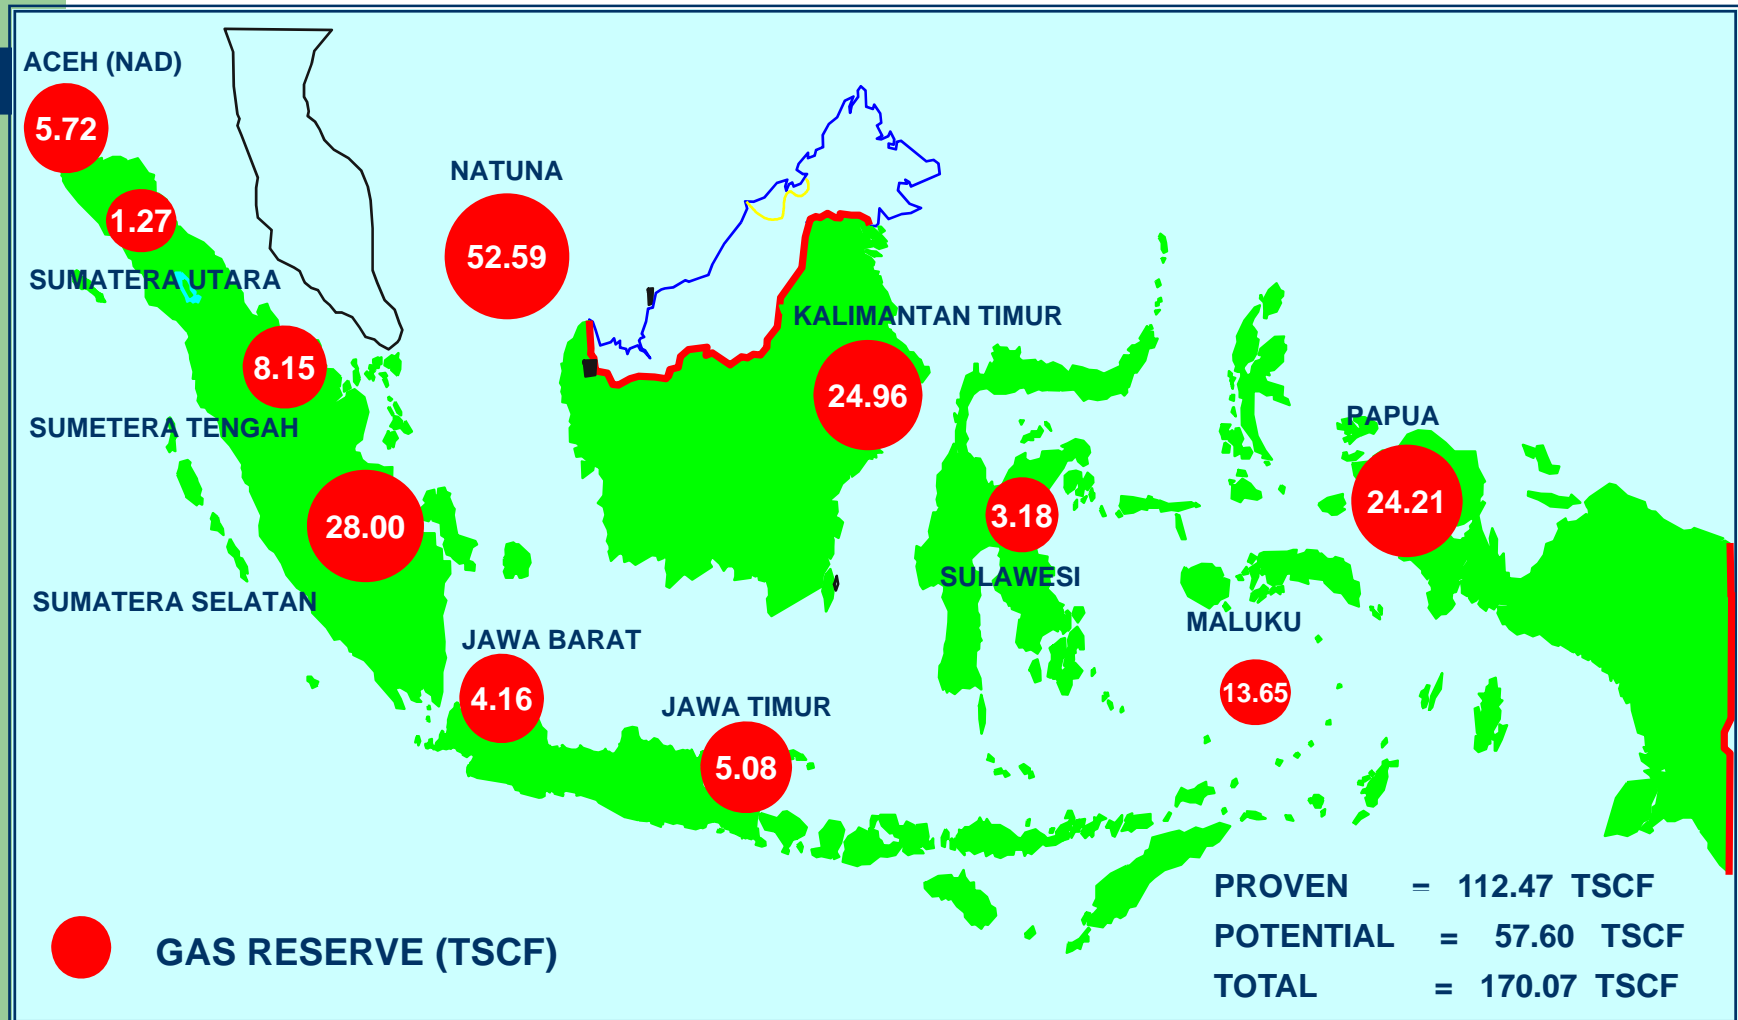 ACEH (NAD)
5.72
NATUNA
1.27
52.59
SUMATERA UTARA
KALIMANTAN TIMUR
8.15
24.96
PAPUA
SUMETERA TENGAH
24.21
28.00
3.18
SULAWESI
SUMATERA SELATAN
MALUKU
JAWA BARAT
4.16
13.65
JAWA TIMUR
5.08
PROVEN = 112.47 TSCF
POTENTIAL = 57.60 TSCF
TOTAL = 170.07 TSCF
GAS RESERVE (TSCF)